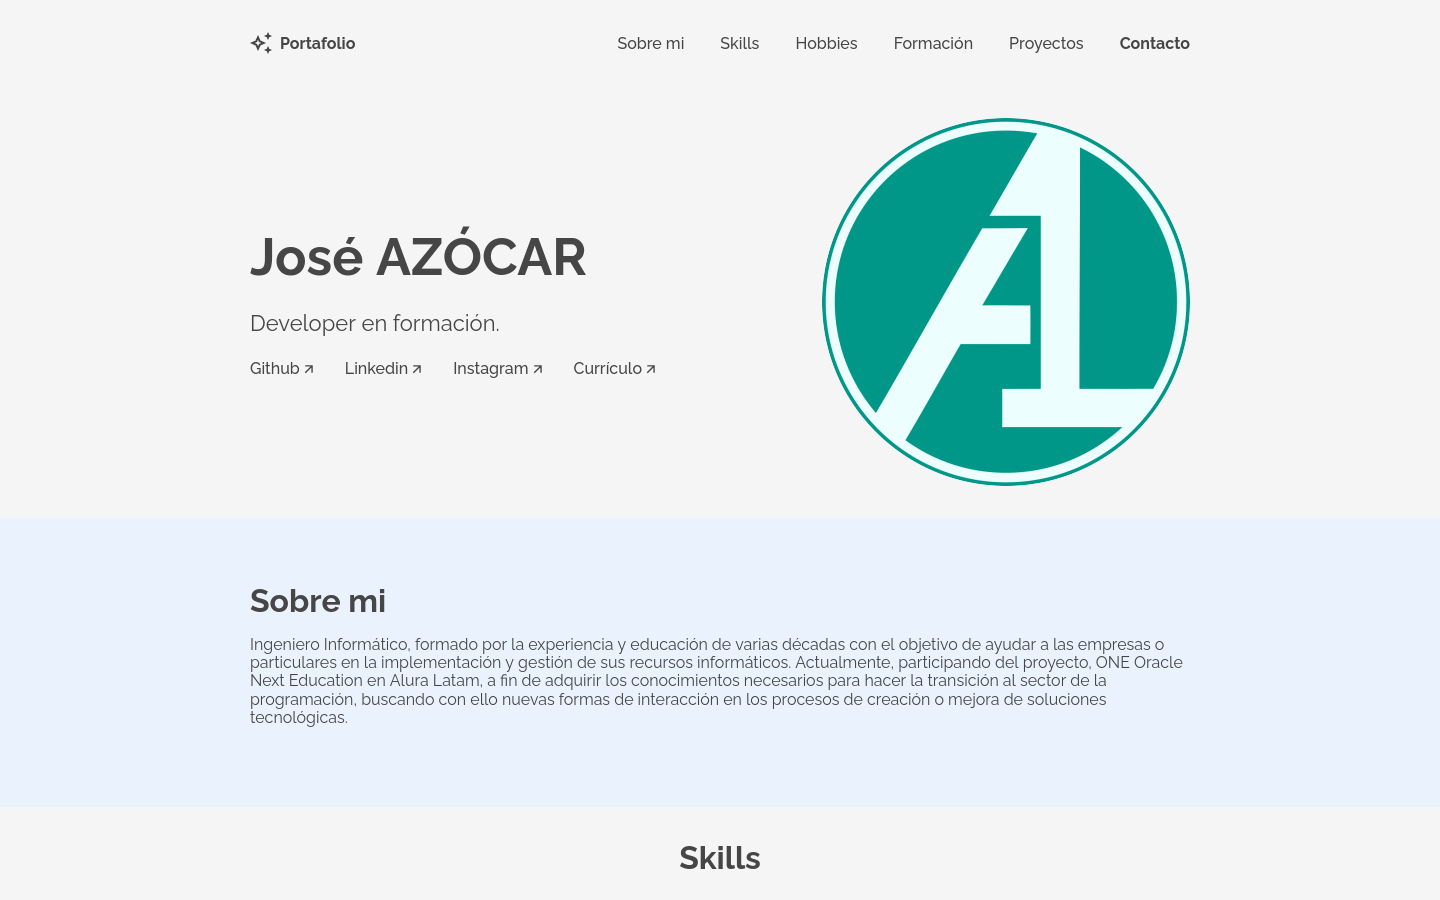 Portafolio
Sobre mi
Skills
Hobbies
Formación
Proyectos
Contacto
José AZÓCAR
Developer en formación.
Github
Linkedin
Instagram
Currículo
A1
Sobre mi
Ingeniero Informático, formado por la experiencia y educación de varias décadas con el objetivo de ayudar a las empresas o
particulares en la implementación y gestión de sus recursos informáticos. Actualmente, participando del proyecto, ONE Oracle
Next Education en Alura Latam, a fin de adquirir los conocimientos necesarios para hacer la transición al sector de la
programación, buscando con ello nuevas formas de interacción en los procesos de creación o mejora de soluciones
tecnológicas.
Skills